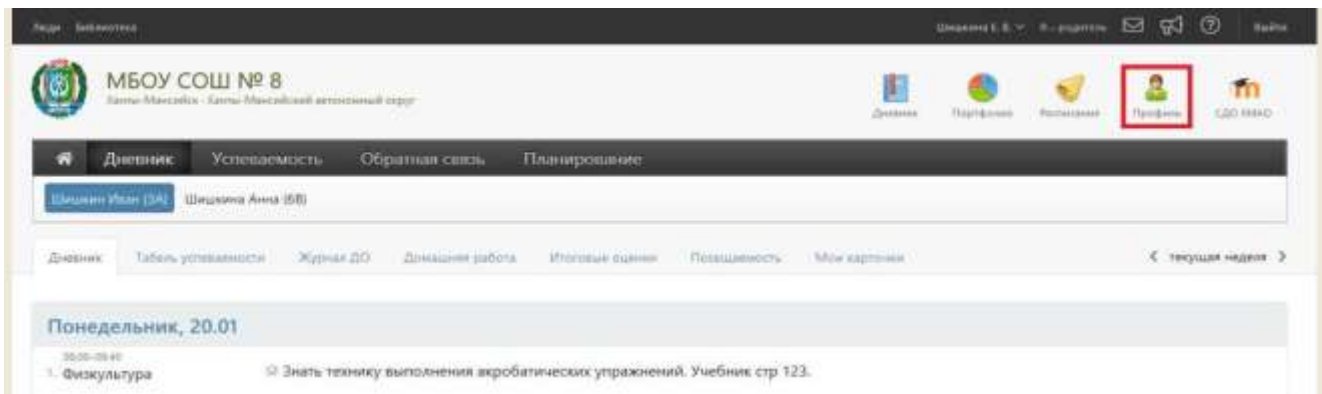 Люди Библиотека Шишкина Е. В. Я - родитель Выйти
МБОУ СОШ № 8
Ханты-Мансийск - Ханты-Мансийский автономный округ
Дневник Портфолио Расписание Профиль СДО ХМАО
Дневник Успеваемость Обратная связь Планирование
Шишкин Иван (3А) Шишкина Анна (6В)
Дневник Табель успеваемости Журнал ДО Домашняя работа Итоговые оценки Посещаемость Мои карточки текущая неделя
Понедельник, 20.01
1. Физкультура Знать технику выполнения акробатических упражнений. Учебник стр 123.